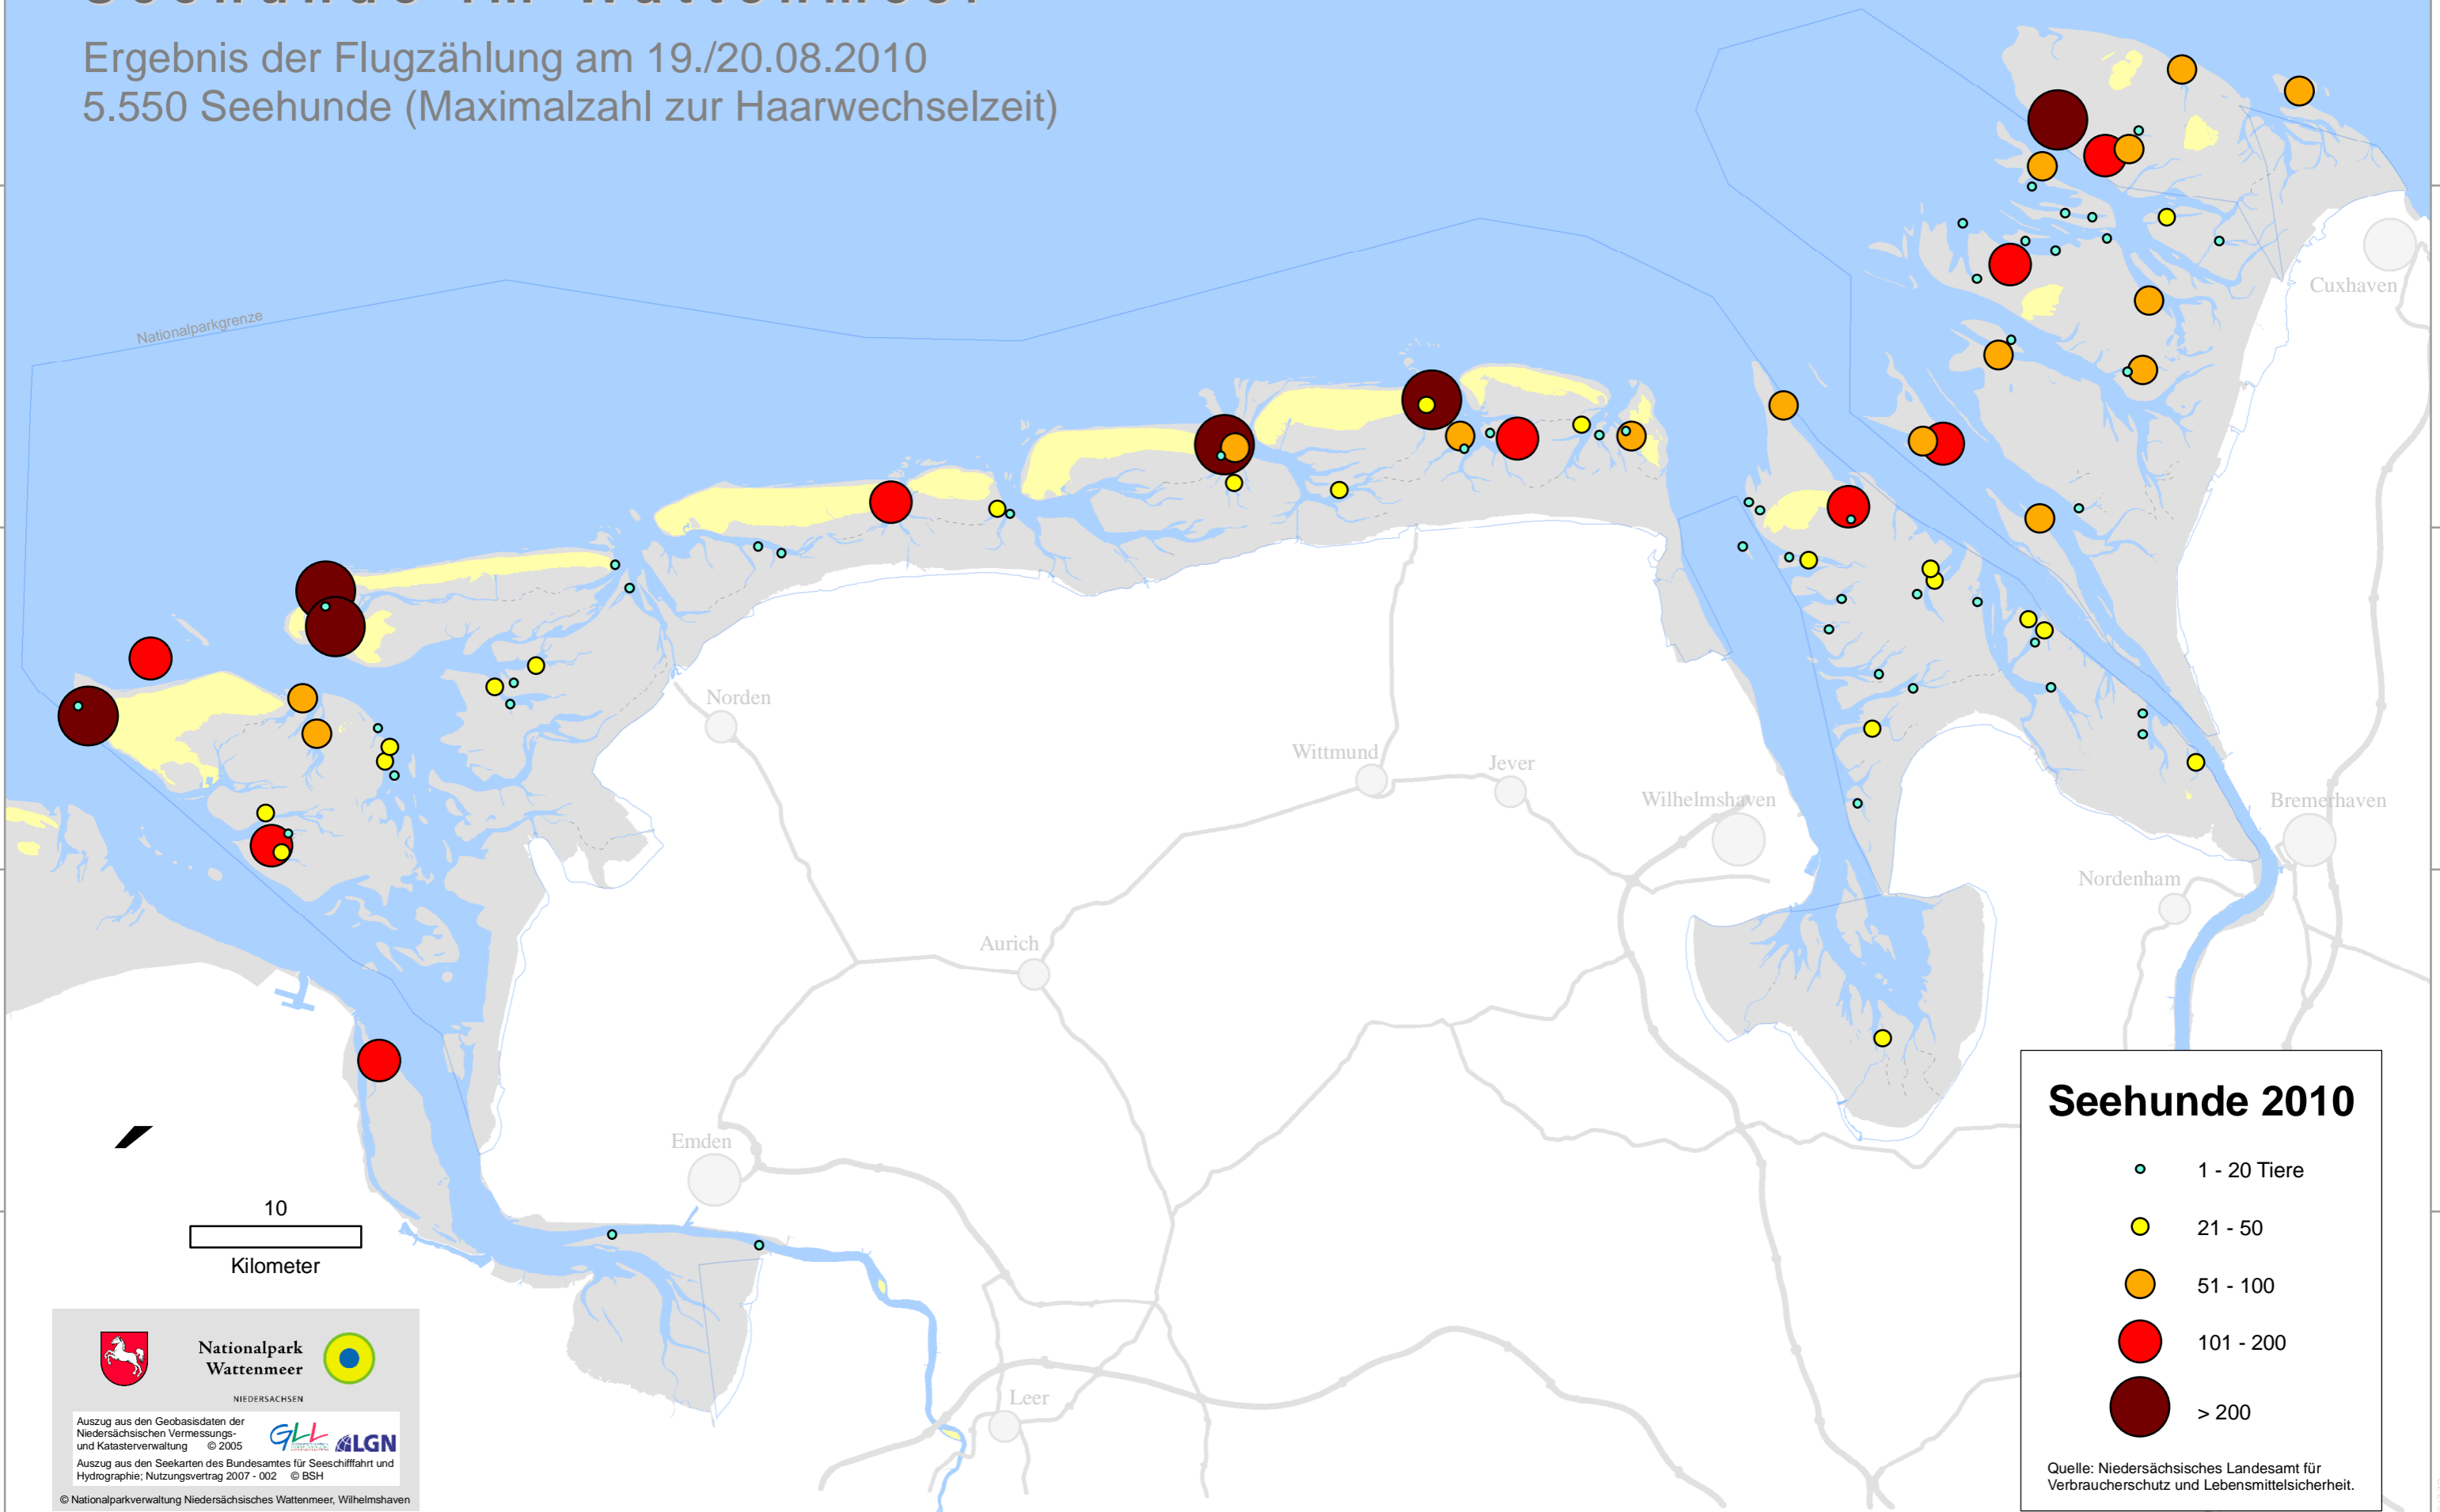 Ergebnis der Flugzählung am 19./20.08.2010
5.550 Seehunde (Maximalzahl zur Haarwechselzeit)
Nationalparkgrenze
Cuxhaven
Norden
Wittmund
Jever
Wilhelmshaven
Bremerhaven
Nordenham
Aurich
Emden
Leer
10
Kilometer
Nationalpark
Wattenmeer
NIEDERSACHSEN
Auszug aus den Geobasisdaten der
Niedersächsischen Vermessungs-
und Katasterverwaltung © 2005
GLL
LGN
Auszug aus den Seekarten des Bundesamtes für Seeschifffahrt und
Hydrographie; Nutzungsvertrag 2007 - 002 © BSH
© Nationalparkverwaltung Niedersächsisches Wattenmeer, Wilhelmshaven
Seehunde 2010
1 - 20 Tiere
21 - 50
51 - 100
101 - 200
> 200
Quelle: Niedersächsisches Landesamt für
Verbraucherschutz und Lebensmittelsicherheit.